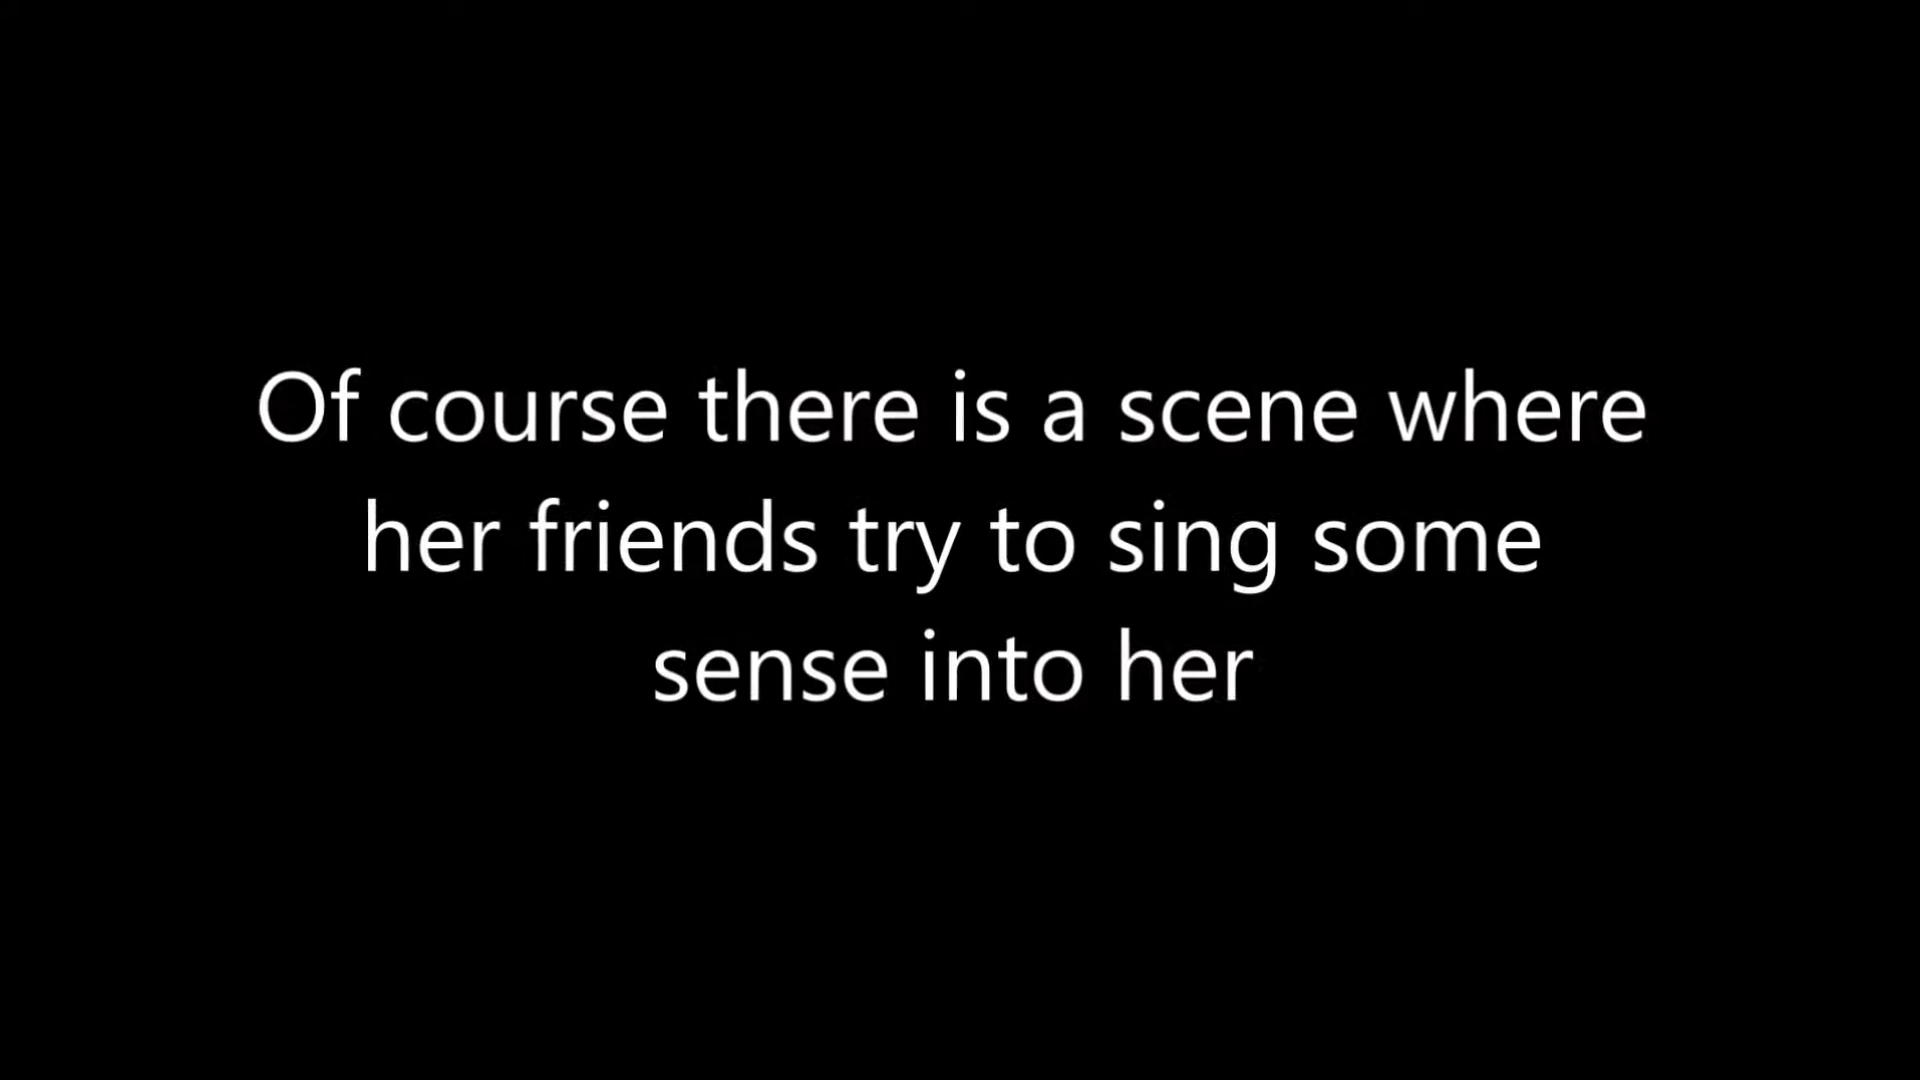 Of course there is a scene where
her friends try to sing some
sense into her